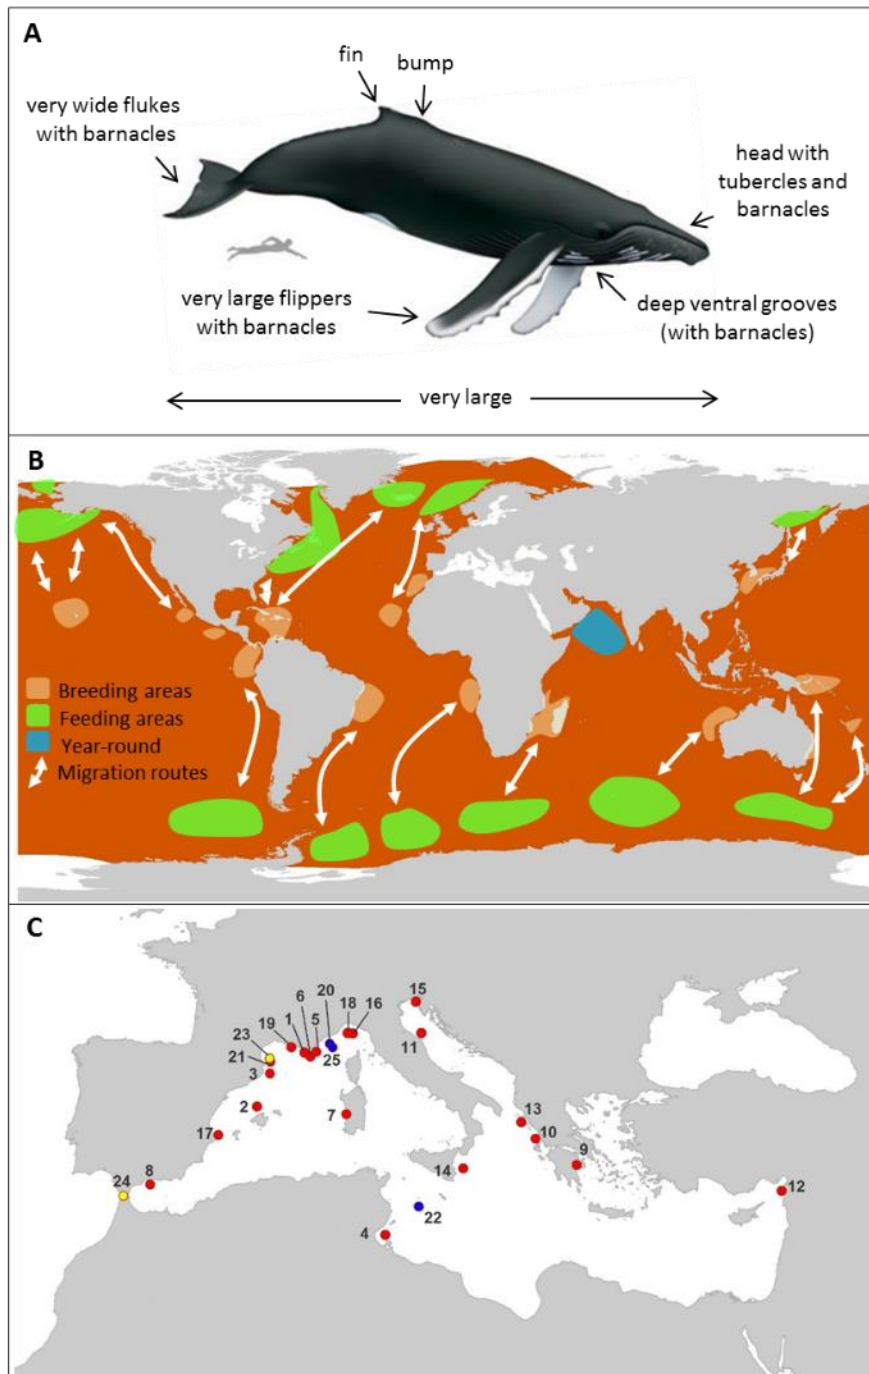 A
fin
bump
very wide flukes
with barnacles
head with
tubercles and
barnacles
very large flippers
with barnacles
deep ventral grooves
(with barnacles)
very large
B
Breeding areas
Feeding areas
Year-round
Migration routes
C
15
20
6
18
16
1
5
19
23
11
25
21
3
2
7
13
10
17
9
14
8
24
12
22
4